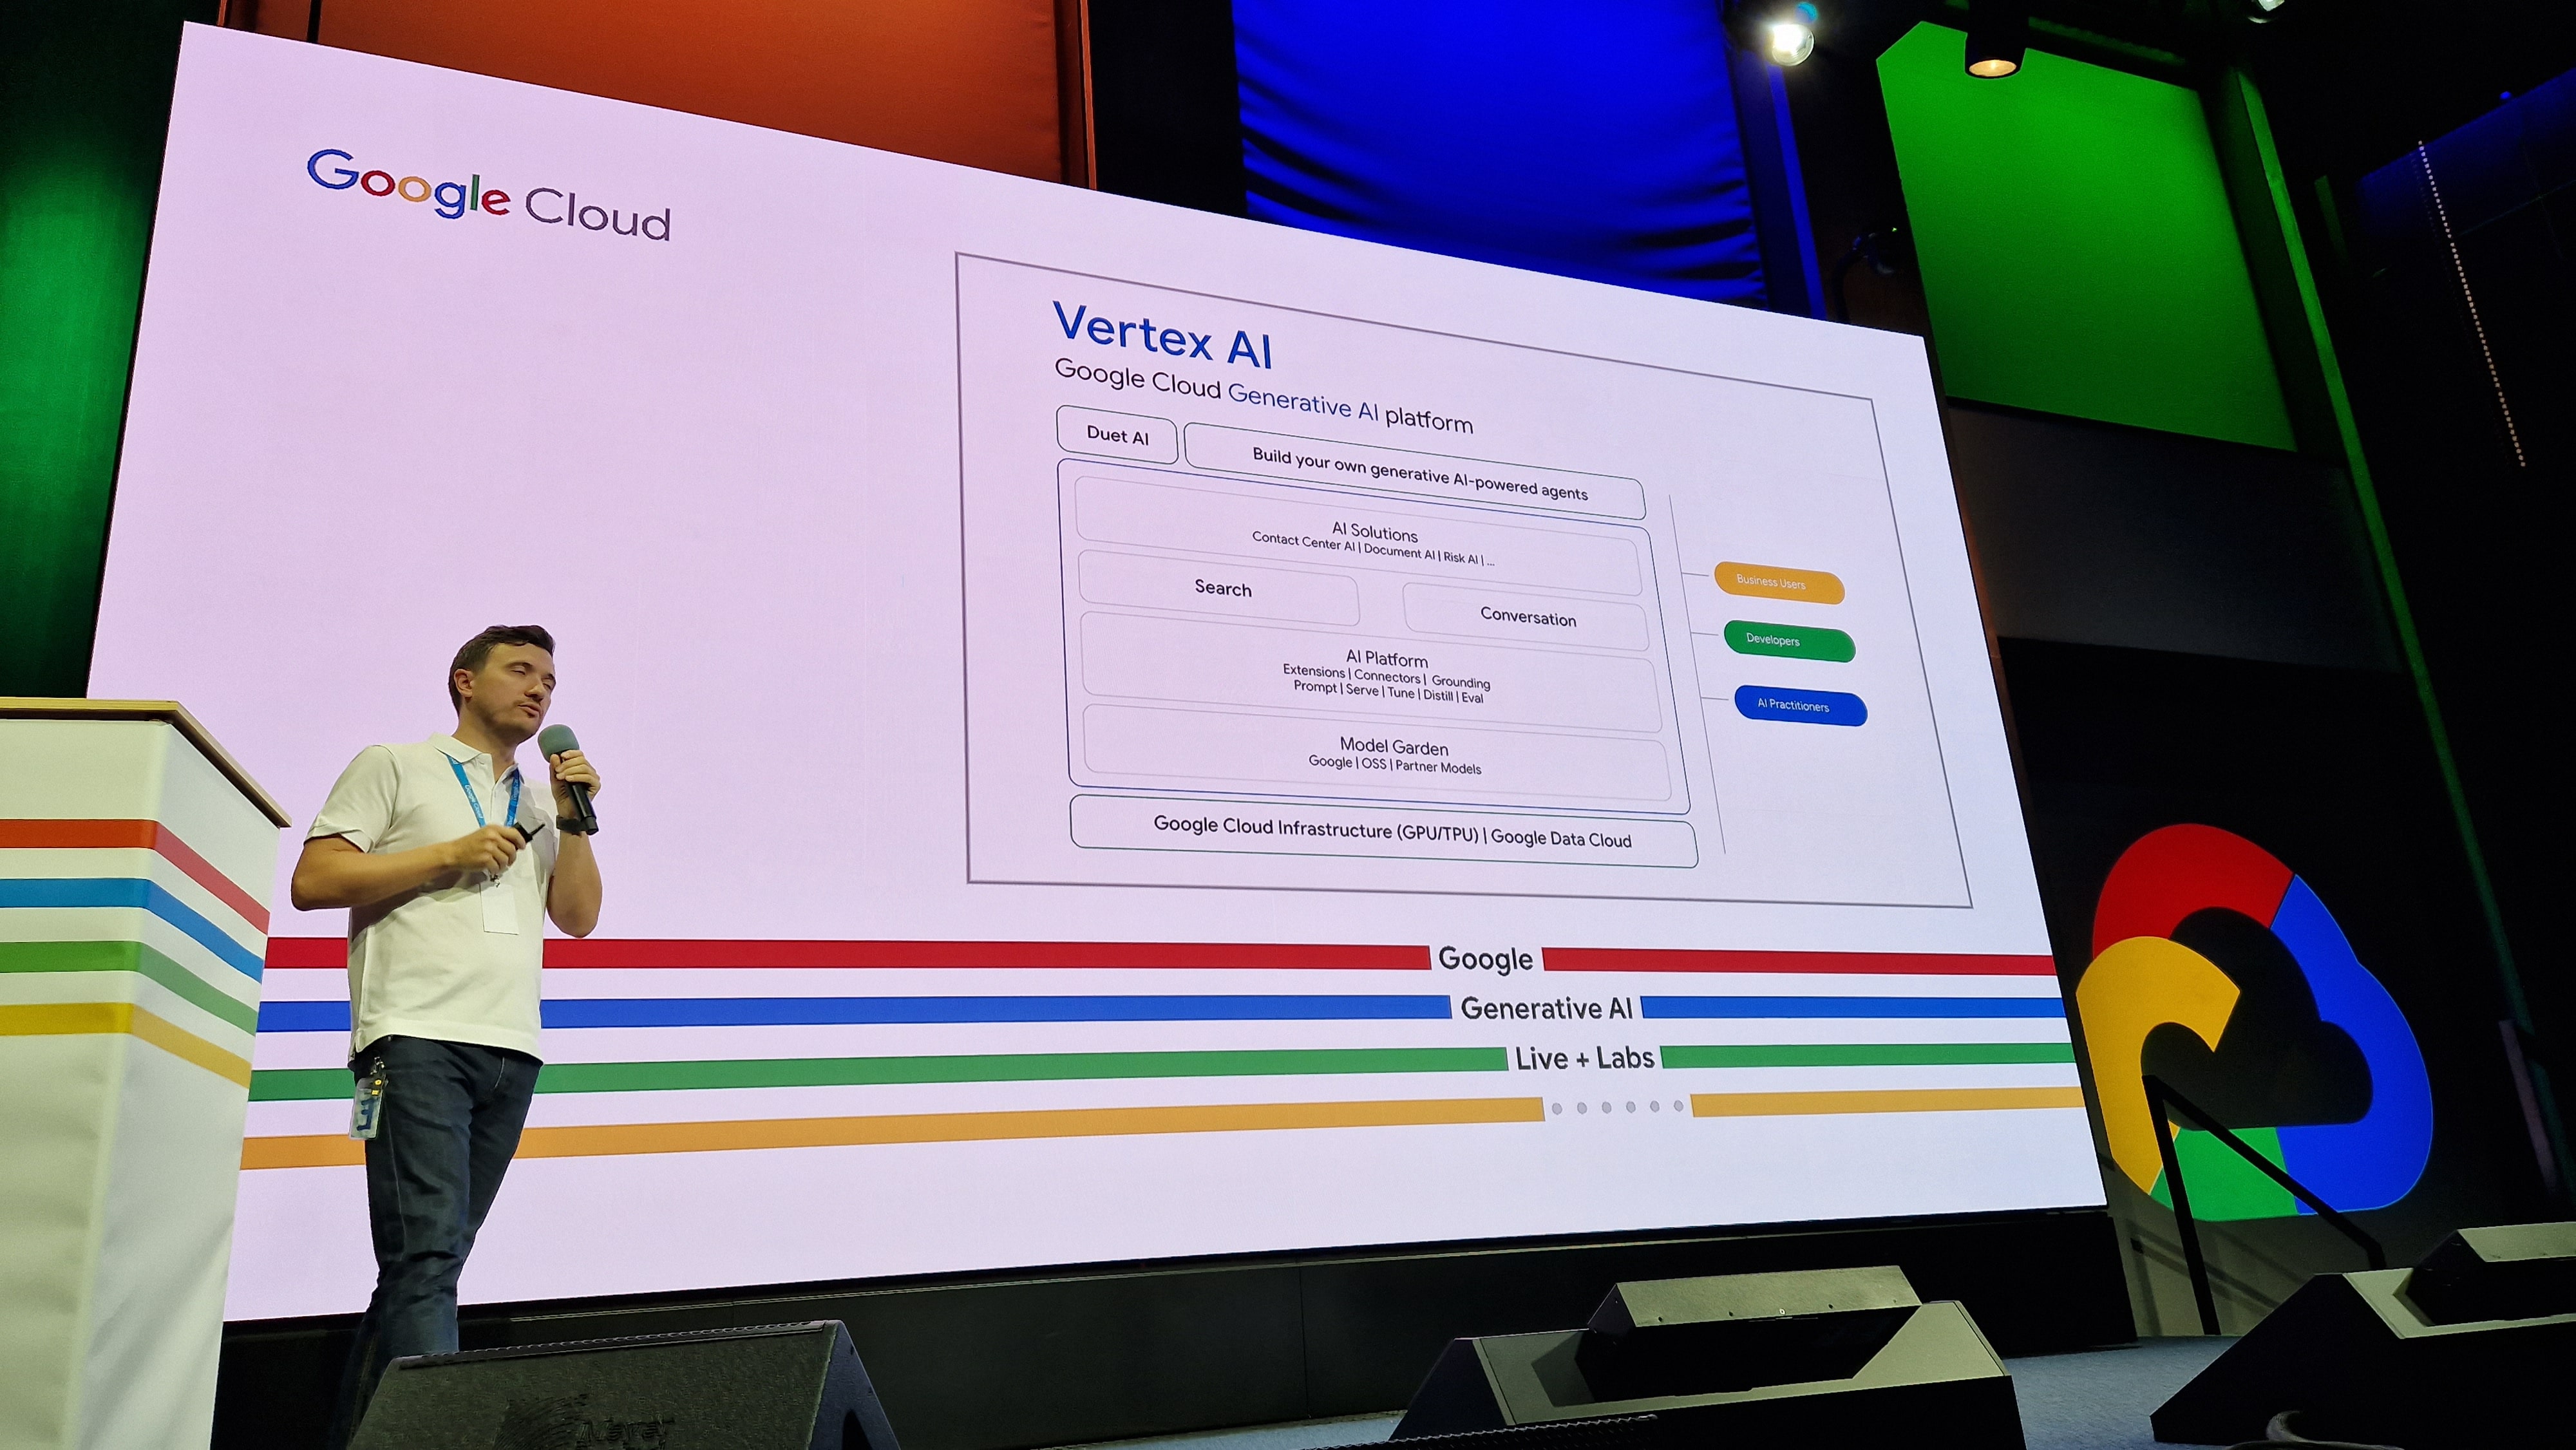 Google Cloud
Vertex AI
Google Cloud Generative AI platform
Duet AI
Build your own generative AI-powered agents
AI Solutions
Contact Center AI | Document AI | Risk AI | ...
Search
Conversation
AI Platform
Extensions | Connectors | Grounding
Prompt | Serve | Tune | Distill | Eval
Model Garden
Google | OSS | Partner Models
Google Cloud Infrastructure (GPU/TPU) | Google Data Cloud
Business Users
Developers
AI Practitioners
Google
Generative AI
Live + Labs